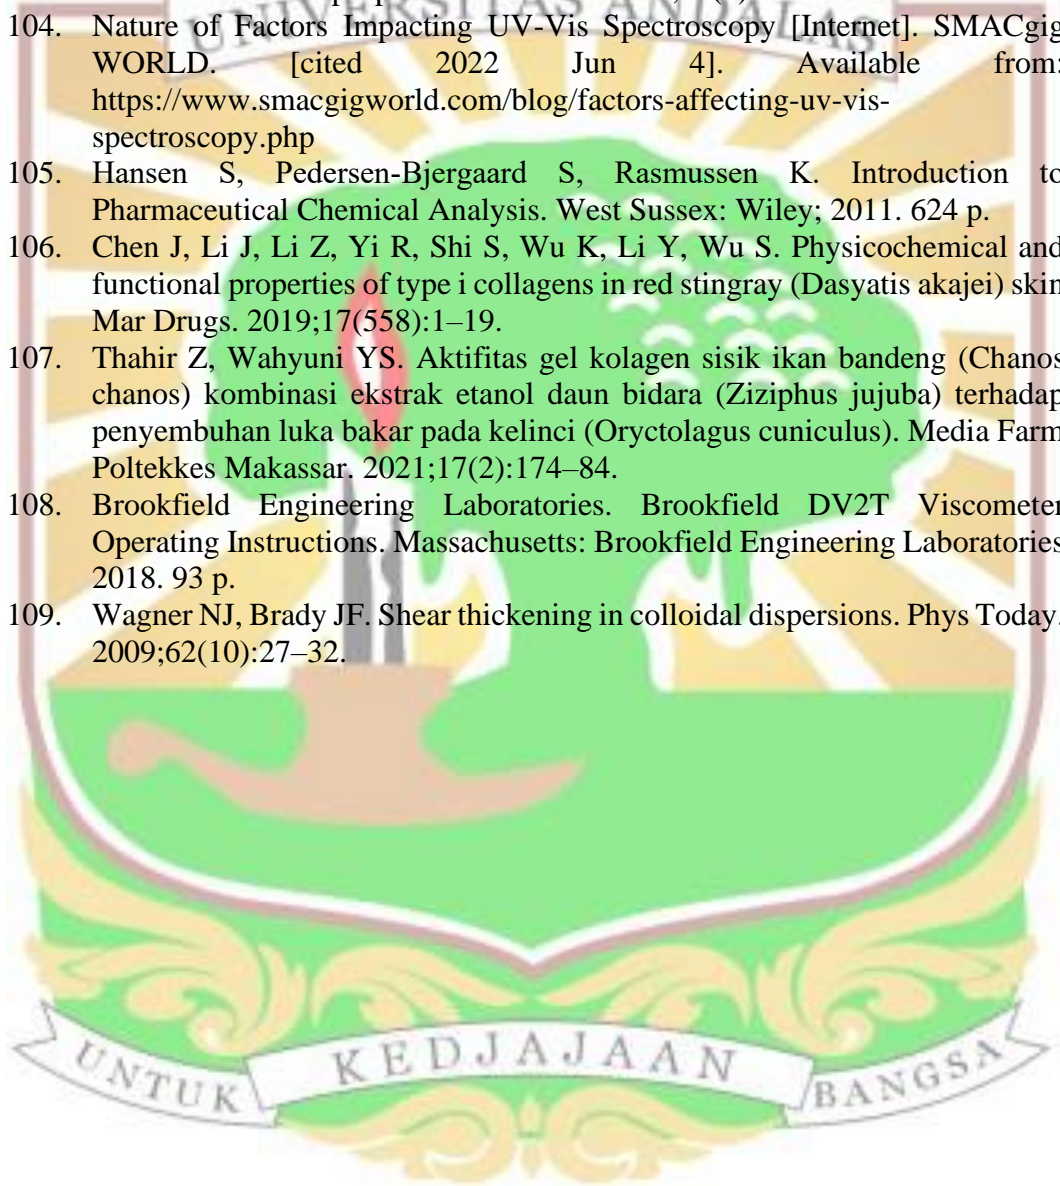 UNIVERSITAS ANDALAS
104. Nature of Factors Impacting UV-Vis Spectroscopy [Internet]. SMACgig
WORLD. [cited 2022 Jun 4]. Available from:
https://www.smacgigworld.com/blog/factors-affecting-uv-vis-
spectroscopy.php
105. Hansen S, Pedersen-Bjergaard S, Rasmussen K. Introduction to
Pharmaceutical Chemical Analysis. West Sussex: Wiley; 2011. 624 p.
106. Chen J, Li J, Li Z, Yi R, Shi S, Wu K, Li Y, Wu S. Physicochemical and
functional properties of type i collagens in red stingray (Dasyatis akajei) skin
Mar Drugs. 2019;17(558):1–19.
107. Thahir Z, Wahyuni YS. Aktifitas gel kolagen sisik ikan bandeng (Chanos
chanos) kombinasi ekstrak etanol daun bidara (Ziziphus jujuba) terhadap
penyembuhan luka bakar pada kelinci (Oryctolagus cuniculus). Media Farm
Poltekkes Makassar. 2021;17(2):174–84.
108. Brookfield Engineering Laboratories. Brookfield DV2T Viscometer
Operating Instructions. Massachusetts: Brookfield Engineering Laboratories
2018. 93 p.
109. Wagner NJ, Brady JF. Shear thickening in colloidal dispersions. Phys Today.
2009;62(10):27–32.
UNTUK KEDJAJAAN BANGSA